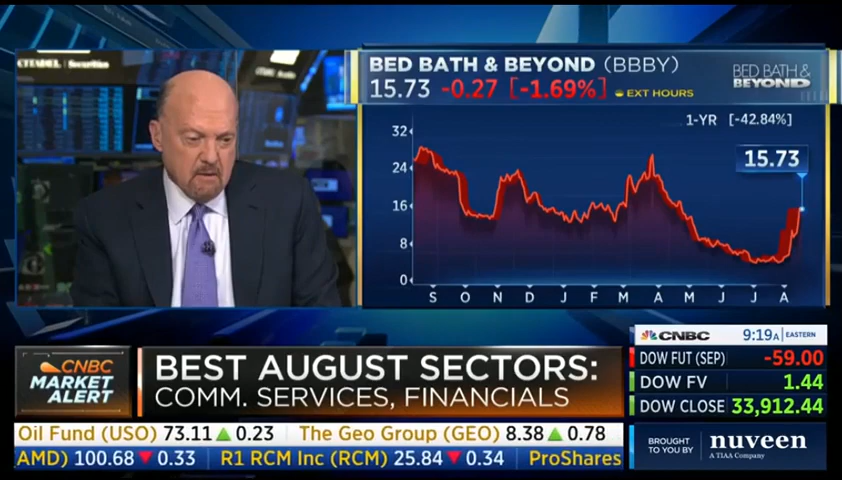 CITADEL | Securities
BED BATH & BEYOND (BBBY)
15.73 -0.27 [-1.69%] EXT HOURS
BED BATH &
BEYOND
1-YR [-42.84%]
15.73
32
24
16
8
0
S O N D J F M A M J J A
CNBC
MARKET
ALERT
BEST AUGUST SECTORS:
COMM. SERVICES, FINANCIALS
CNBC 9:19A EASTERN
DOW FUT (SEP) -59.00
DOW FV 1.44
DOW CLOSE 33,912.44
Oil Fund (USO) 73.11 ▲ 0.23 The Geo Group (GEO) 8.38 ▲ 0.78
AMD) 100.68 ▼ 0.33 R1 RCM Inc (RCM) 25.84 ▼ 0.34 ProShares
BROUGHT
TO YOU BY
nuveen
A TIAA Company